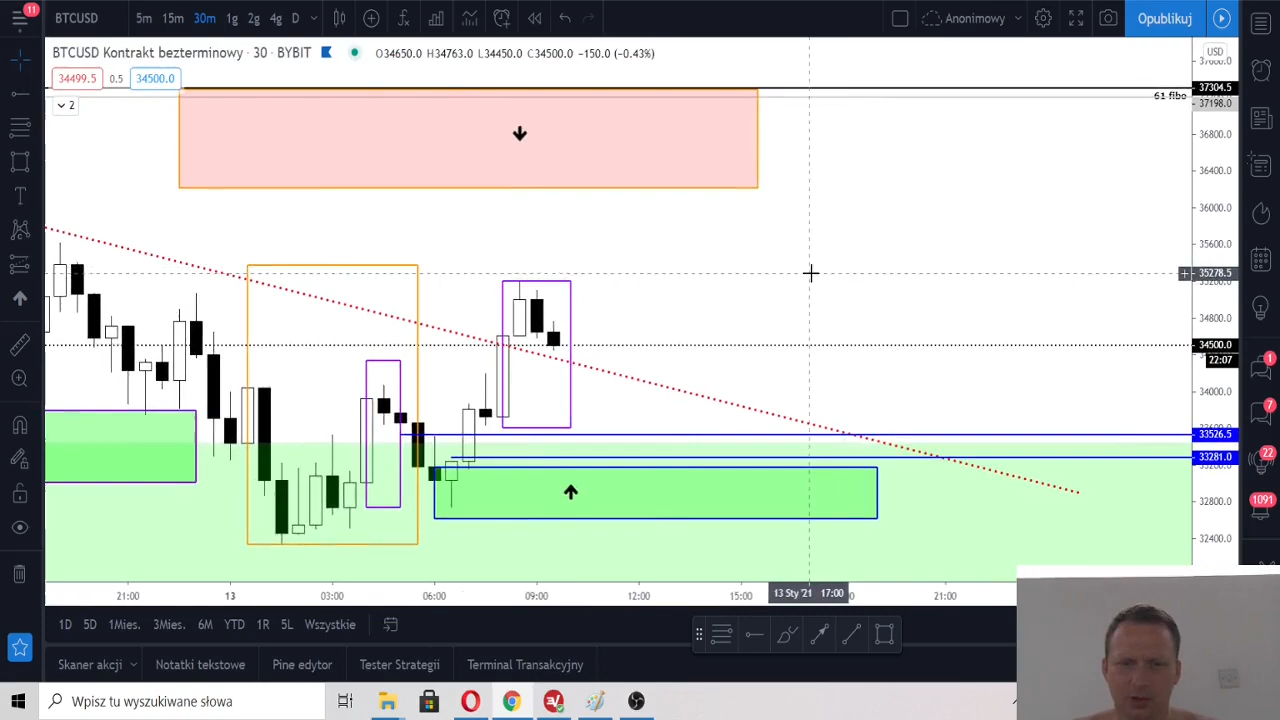 11
BTCUSD 5m 15m 30m 1g 2g 4g D Anonymowy Opublikuj
BTCUSD Kontrakt bezterminowy · 30 · BYBIT O34650.0 H34763.0 L34450.0 C34500.0 −150.0 (−0.43%)
USD
34499.5 0.5 34500.0
2
37304.5
61 fibo
37198.0
36800.0
36400.0
36000.0
35600.0
35278.5
34800.0
34500.0
22:07
34000.0
33526.5
33281.0
32800.0
32400.0
1
7
22
1091
21:00 13 03:00 06:00 09:00 12:00 15:00 13 Sty '21 17:00 21:00
1D 5D 1Mies. 3Mies. 6M YTD 1R 5L Wszystkie
Skaner akcji Notatki tekstowe Pine edytor Tester Strategii Terminal Transakcyjny
Wpisz tu wyszukiwane słowa